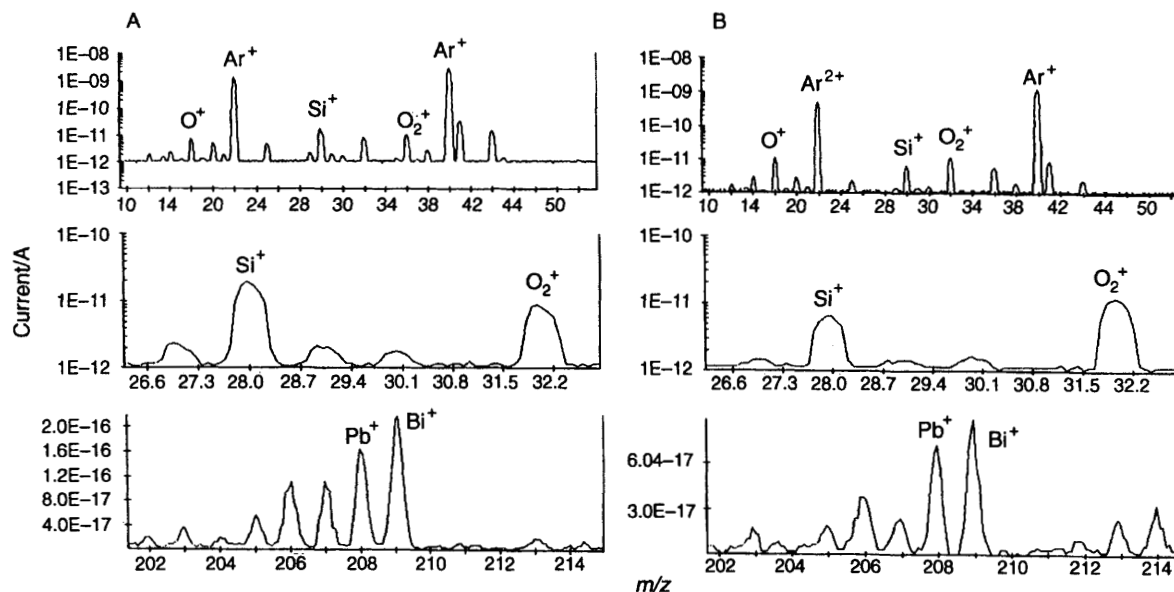 A
1E–08
1E–09
1E–10
1E–11
1E–12
1E–13
Ar+
Ar+
O+
Si+
O2+
10 14 16 22 24 28 30 34 38 40 44 50
1E–10
1E–11
1E–12
Si+
O2+
26.6 27.3 28.0 28.7 29.4 30.1 30.8 31.5 32.2
2.0E–16
1.6E–16
1.2E–16
8.0E–17
4.0E–17
Pb+
Bi+
202 204 206 208 210 212 214
Current/A
B
1E–08
1E–09
1E–10
1E–11
1E–12
Ar2+
Ar+
O+
Si+
O2+
10 14 16 20 24 28 30 34 38 40 44 50
1E–10
1E–11
1E–12
Si+
O2+
26.6 27.3 28.0 28.7 29.4 30.1 30.8 31.5 32.2
6.04–17
3.0E–17
Pb+
Bi+
202 204 206 208 210 212 214
m/z